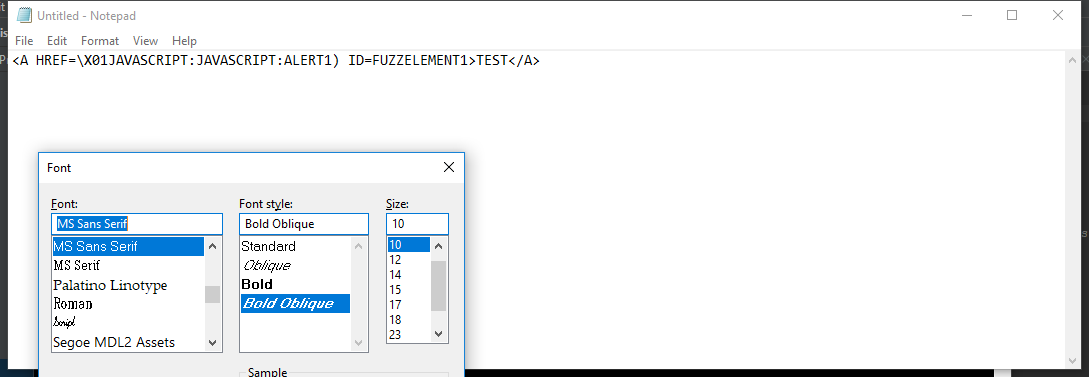 Untitled - Notepad
File Edit Format View Help
<A HREF=\X01JAVASCRIPT:JAVASCRIPT:ALERT1) ID=FUZZELEMENT1>TEST</A>
Font
Font: Font style: Size:
MS Sans Serif Bold Oblique 10
MS Sans Serif Standard 10
MS Serif Oblique 12
Palatino Linotype Bold 14
Roman Bold Oblique 15
Script 17
Segoe MDL2 Assets 18
23
Sample